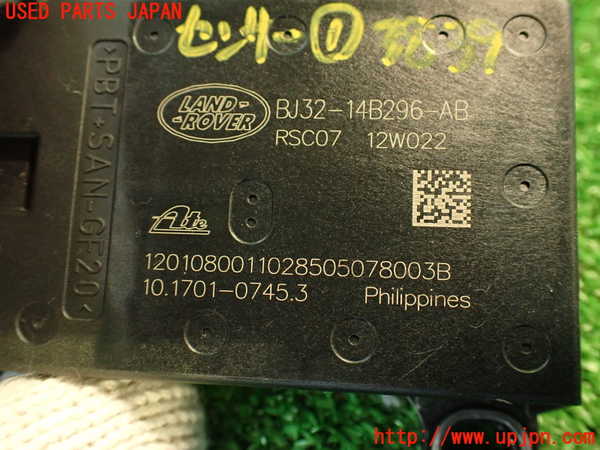 USED PARTS JAPAN
センサー①
LAND-
-ROVER
BJ32-14B296-AB
RSC07 12W022
>PBT+SAN-GF20<
Ate
1201080011028505078003B
10.1701-0745.3 Philippines
http://www.upjpn.com/